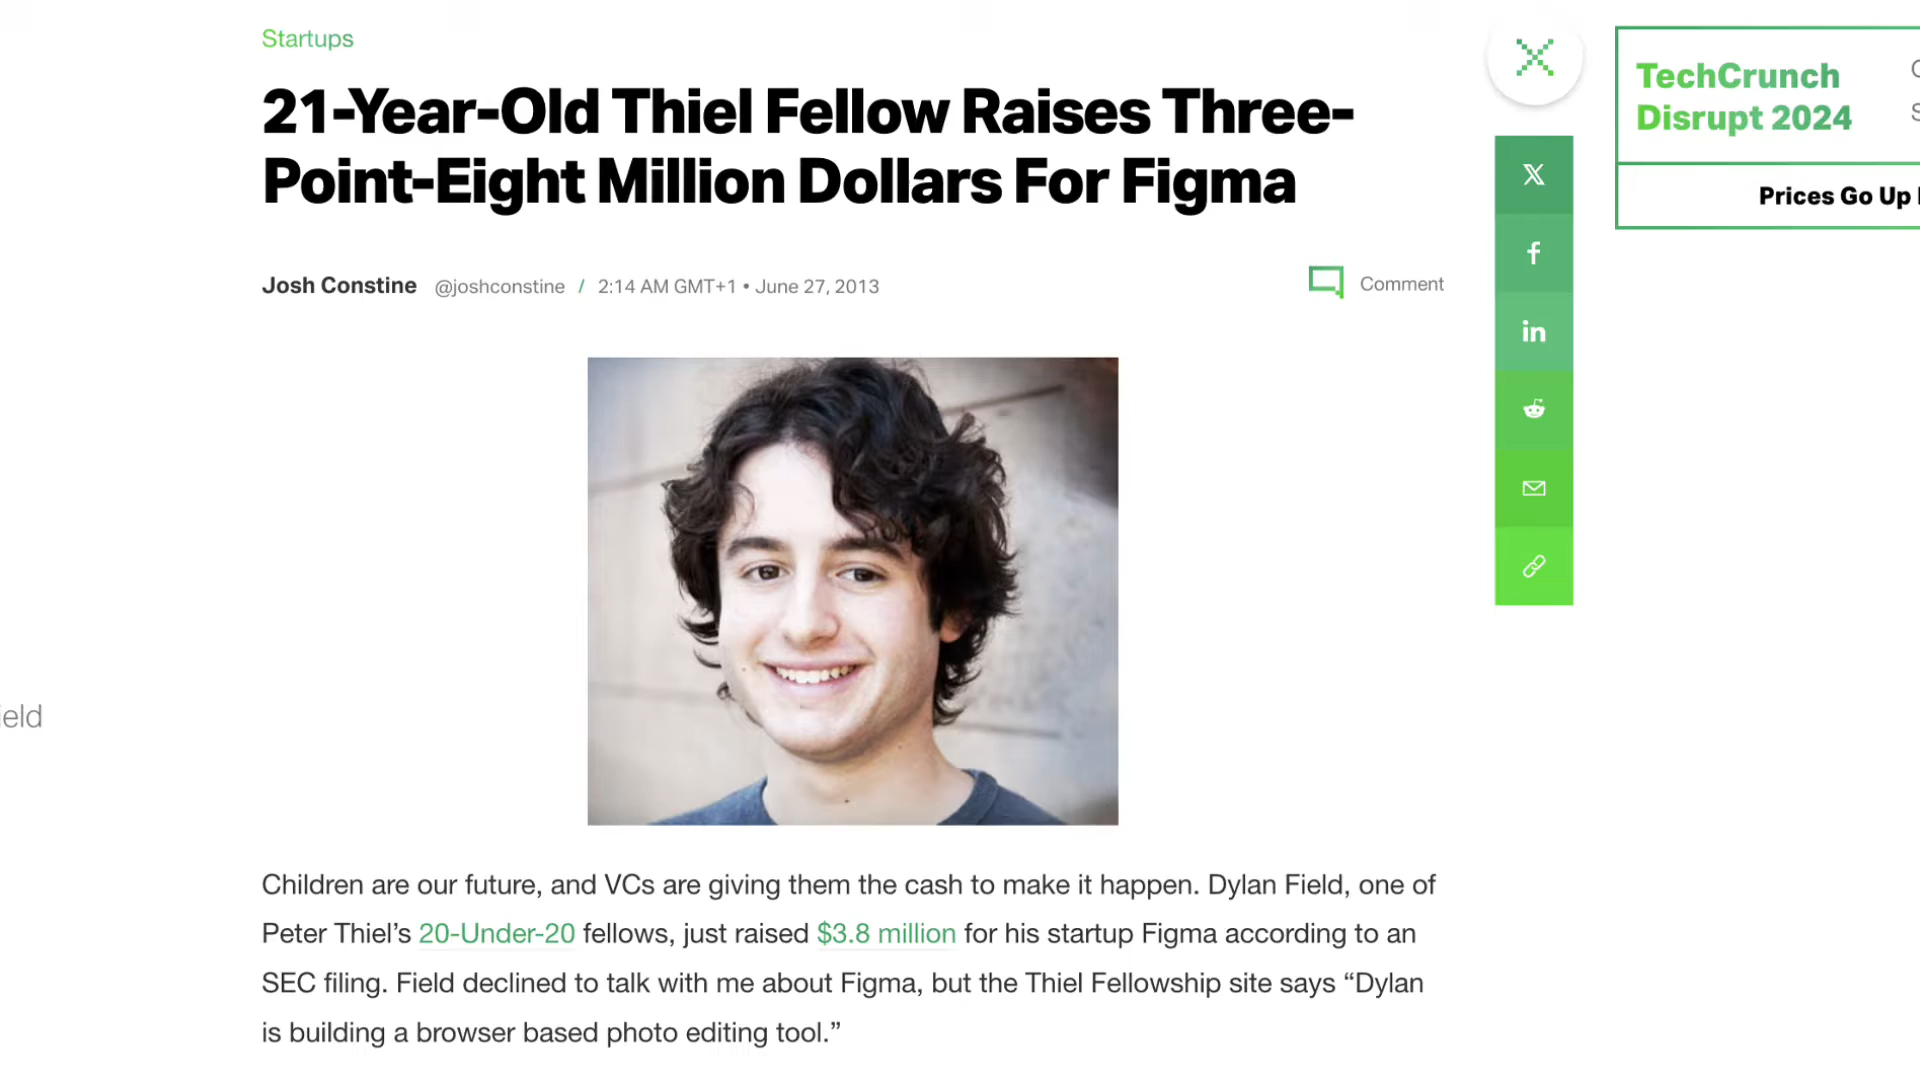 Startups
21-Year-Old Thiel Fellow Raises Three-
Point-Eight Million Dollars For Figma
Josh Constine @joshconstine / 2:14 AM GMT+1 • June 27, 2013
Comment
TechCrunch
Disrupt 2024
Prices Go Up
ield
Children are our future, and VCs are giving them the cash to make it happen. Dylan Field, one of
Peter Thiel’s 20-Under-20 fellows, just raised $3.8 million for his startup Figma according to an
SEC filing. Field declined to talk with me about Figma, but the Thiel Fellowship site says “Dylan
is building a browser based photo editing tool.”